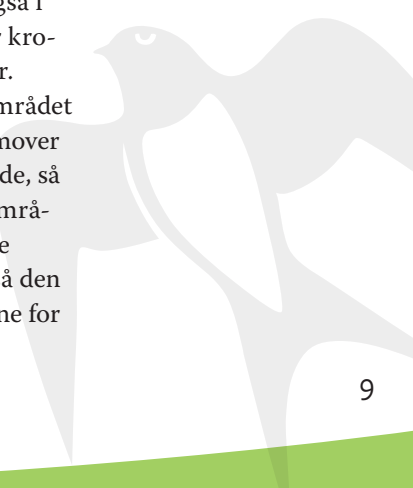 også i
kro-
r.
området
nover
de, så
områ-
e
å den
ne for
9